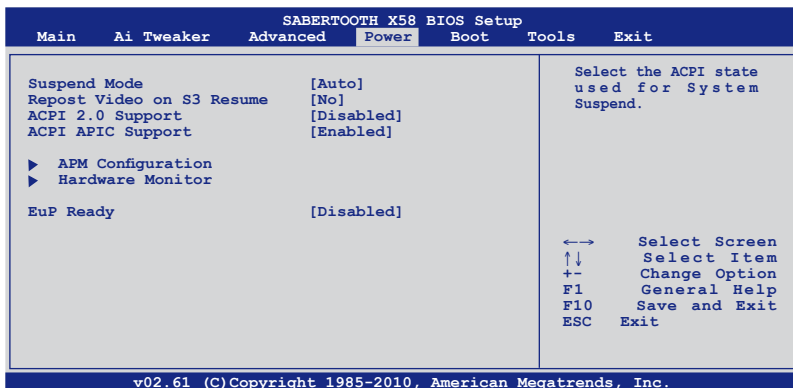 SABERTOOTH X58 BIOS Setup
Main Ai Tweaker Advanced Power Boot Tools Exit
Suspend Mode [Auto]
Repost Video on S3 Resume [No]
ACPI 2.0 Support [Disabled]
ACPI APIC Support [Enabled]
▶ APM Configuration
▶ Hardware Monitor
EuP Ready [Disabled]
Select the ACPI state
used for System
Suspend.
←→ Select Screen
↑↓ Select Item
+- Change Option
F1 General Help
F10 Save and Exit
ESC Exit
v02.61 (C)Copyright 1985-2010, American Megatrends, Inc.